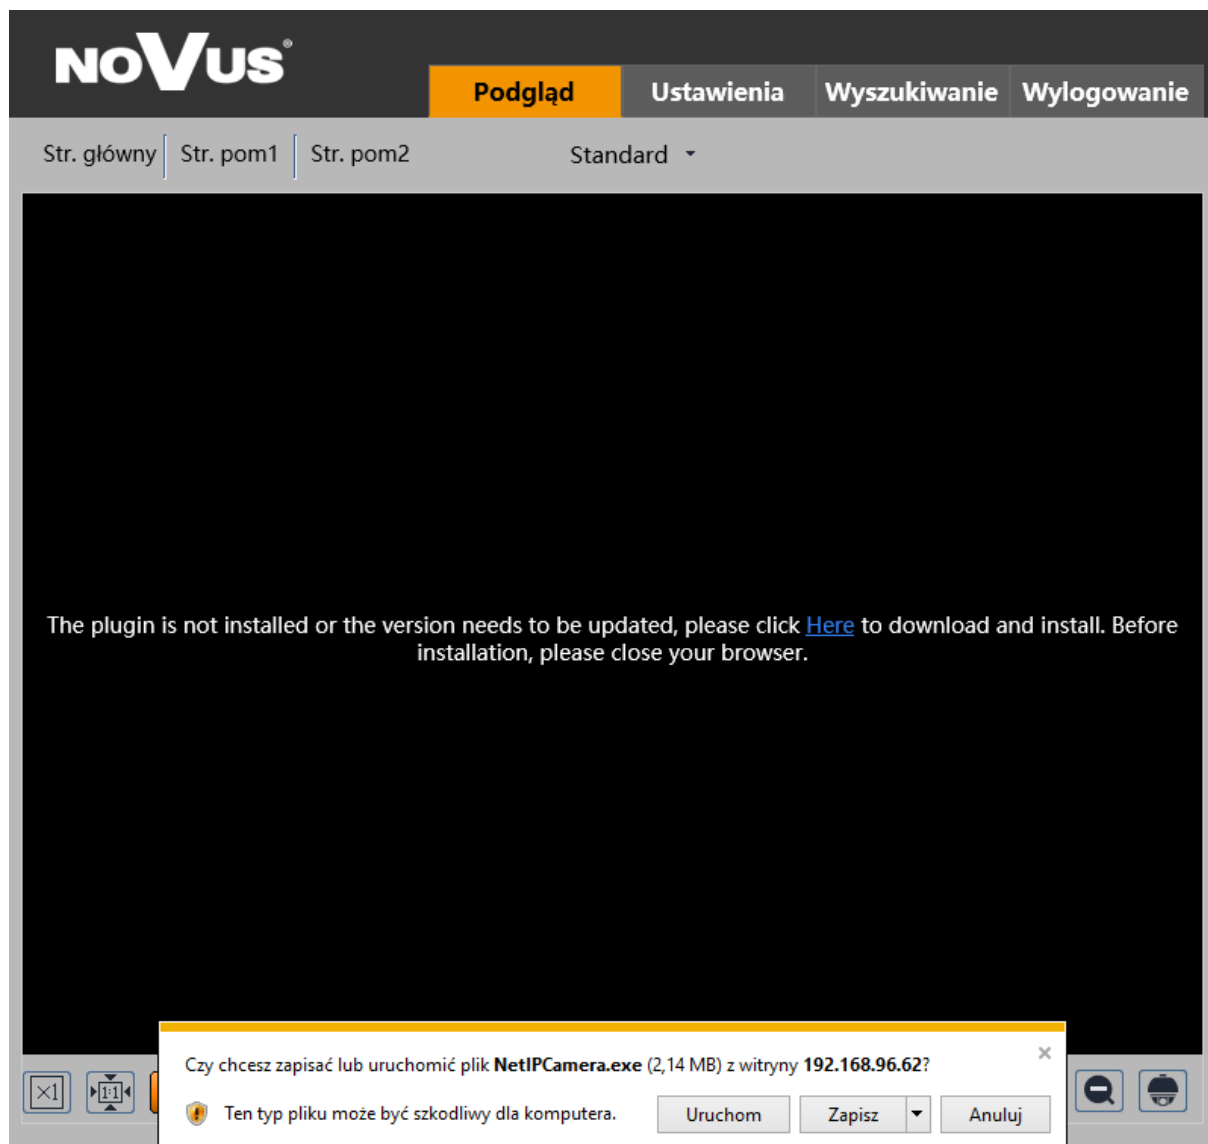 NOVUS®
Podgląd Ustawienia Wyszukiwanie Wylogowanie
Str. główny Str. pom1 Str. pom2 Standard
The plugin is not installed or the version needs to be updated, please click Here to download and install. Before
installation, please close your browser.
Czy chcesz zapisać lub uruchomić plik NetIPCamera.exe (2,14 MB) z witryny 192.168.96.62?
Ten typ pliku może być szkodliwy dla komputera. Uruchom Zapisz Anuluj
×1 1:1